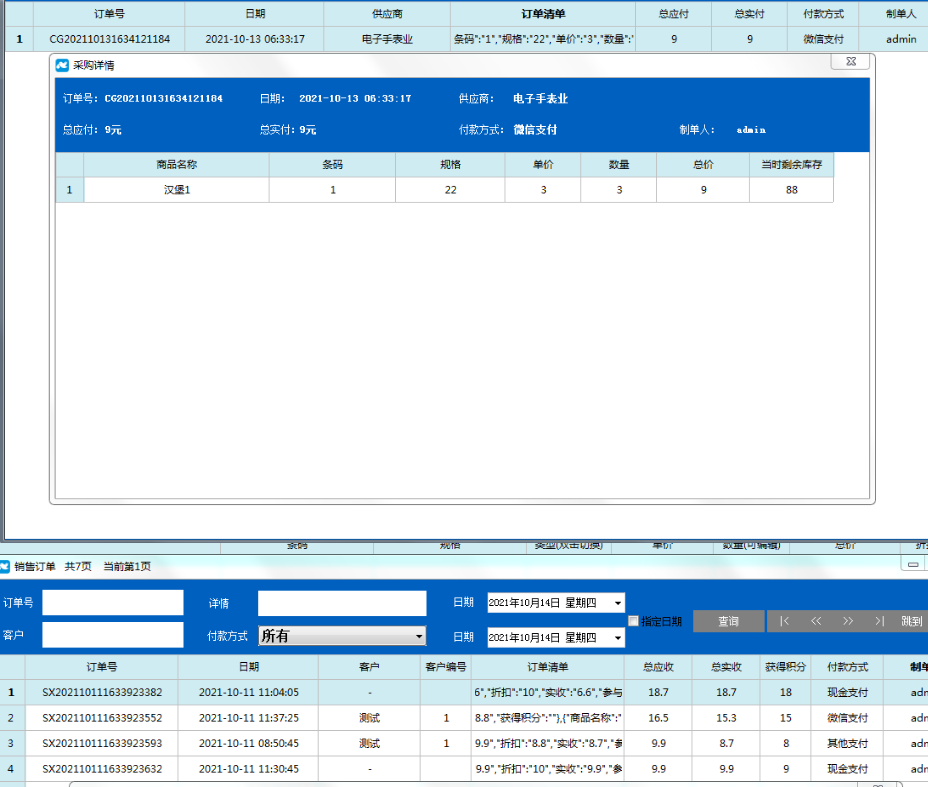 订单号 日期 供应商 订单清单 总应付 总实付 付款方式 制单人
1 CG202110131634121184 2021-10-13 06:33:17 电子手表业 条码":"1","规格":"22","单价":"3","数量":" 9 9 微信支付 admin
采购详情
订单号: CG202110131634121184 日期: 2021-10-13 06:33:17 供应商: 电子手表业
总应付: 9元 总实付: 9元 付款方式: 微信支付 制单人: admin
商品名称 条码 规格 单价 数量 总价 当时剩余库存
1 汉堡1 1 22 3 3 9 88
条码 规格 类型(双击切换) 单价 数量(可编辑) 总价
销售订单 共7页 当前第1页
订单号 详情 日期 2021年10月14日 星期四
指定日期 查询 |< << >> >| 跳到
客户 付款方式 所有 日期 2021年10月14日 星期四
订单号 日期 客户 客户编号 订单清单 总应收 总实收 获得积分 付款方式 制单
1 SX202110111633923382 2021-10-11 11:04:05 - 6","折扣":"10","实收":"6.6","参与 18.7 18.7 18 现金支付 adm
2 SX202110111633923552 2021-10-11 11:37:25 测试 1 8.8","获得积分":""},{"商品名称":" 16.5 15.3 15 微信支付 adm
3 SX202110111633923593 2021-10-11 08:50:45 测试 1 9.9","折扣":"8.8","实收":"8.7","参 9.9 8.7 8 其他支付 adm
4 SX202110111633923632 2021-10-11 11:30:45 - 9.9","折扣":"10","实收":"9.9","参 9.9 9.9 9 现金支付 adm